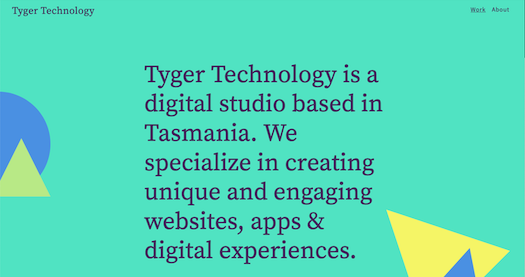 Tyger Technology
Work About
Tyger Technology is a
digital studio based in
Tasmania. We
specialize in creating
unique and engaging
websites, apps &
digital experiences.